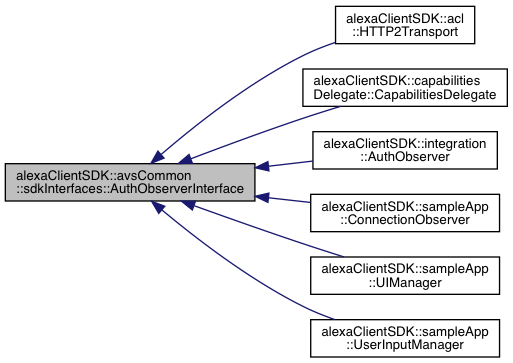 alexaClientSDK::acl
::HTTP2Transport
alexaClientSDK::capabilities
Delegate::CapabilitiesDelegate
alexaClientSDK::integration
::AuthObserver
alexaClientSDK::avsCommon
::sdkInterfaces::AuthObserverInterface
alexaClientSDK::sampleApp
::ConnectionObserver
alexaClientSDK::sampleApp
::UIManager
alexaClientSDK::sampleApp
::UserInputManager